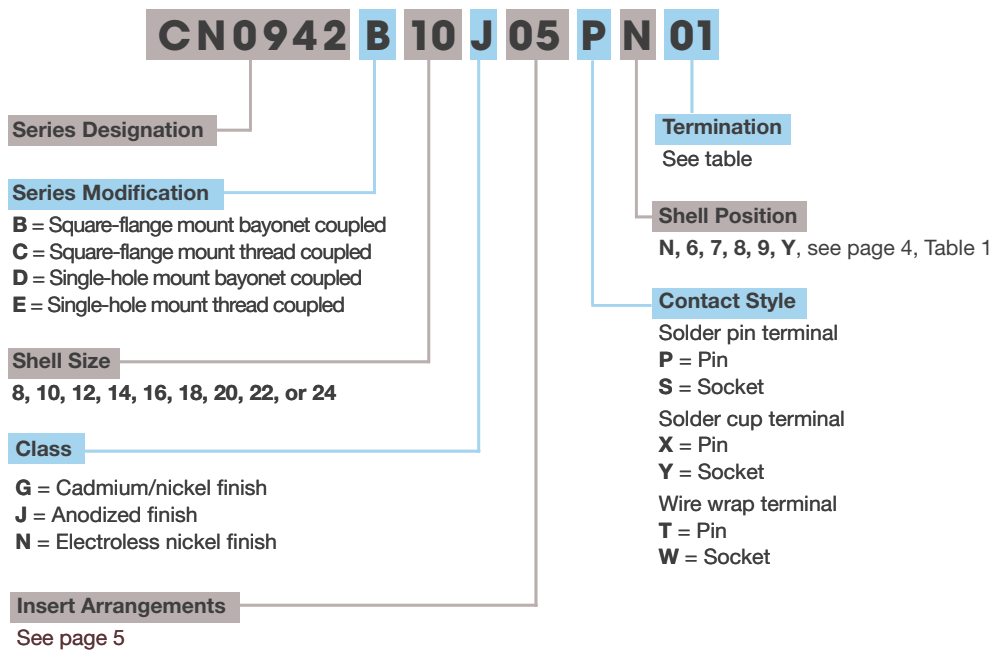 CN0942 B 10 J 05 P N 01
Series Designation
Series Modification
B = Square-flange mount bayonet coupled
C = Square-flange mount thread coupled
D = Single-hole mount bayonet coupled
E = Single-hole mount thread coupled
Shell Size
8, 10, 12, 14, 16, 18, 20, 22, or 24
Class
G = Cadmium/nickel finish
J = Anodized finish
N = Electroless nickel finish
Insert Arrangements
See page 5
Termination
See table
Shell Position
N, 6, 7, 8, 9, Y, see page 4, Table 1
Contact Style
Solder pin terminal
P = Pin
S = Socket
Solder cup terminal
X = Pin
Y = Socket
Wire wrap terminal
T = Pin
W = Socket